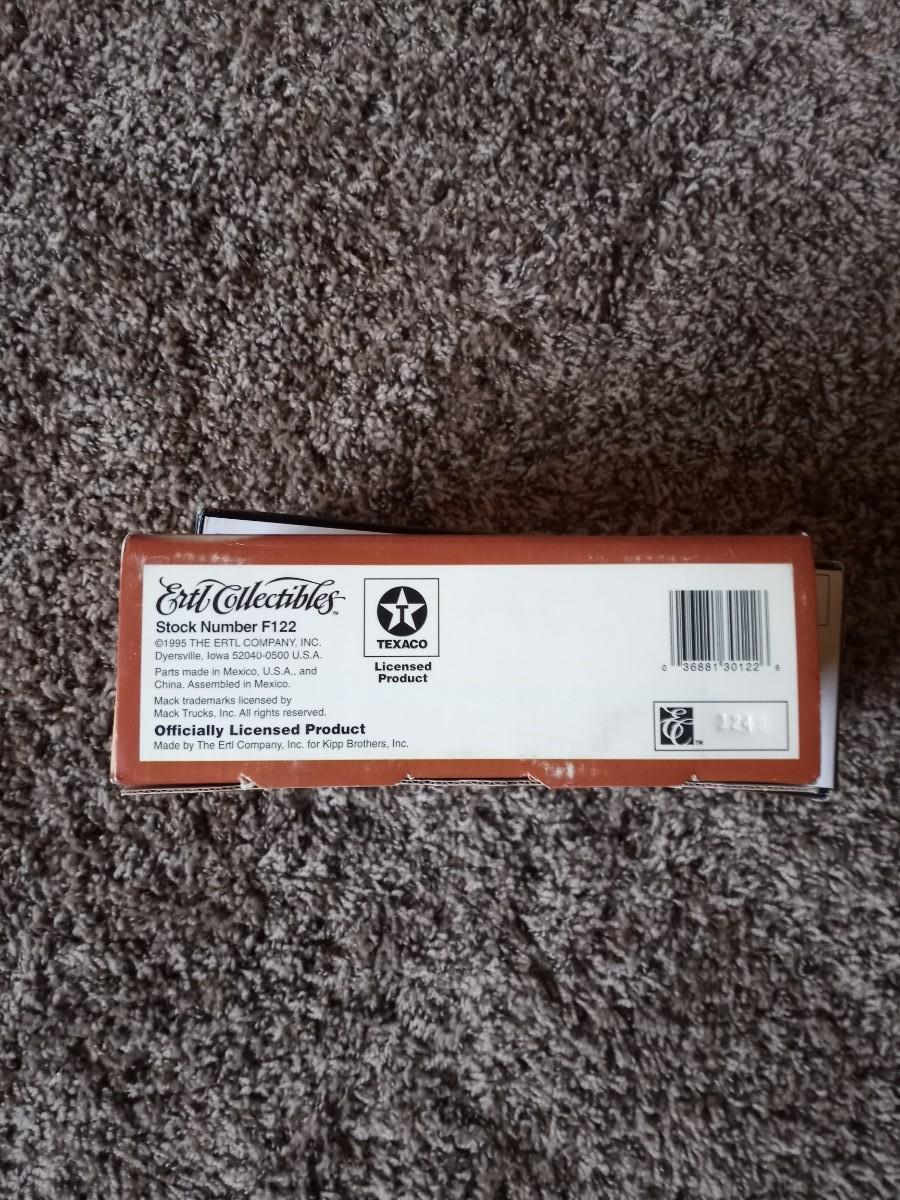 Ertl Collectibles™
Stock Number F122
©1995 THE ERTL COMPANY, INC.
Dyersville, Iowa 52040-0500 U.S.A.
Parts made in Mexico, U.S.A., and
China. Assembled in Mexico.
Mack trademarks licensed by
Mack Trucks, Inc. All rights reserved.
Officially Licensed Product
Made by The Ertl Company, Inc. for Kipp Brothers, Inc.
T
TEXACO
Licensed
Product
0 36881 30122 6
EC™